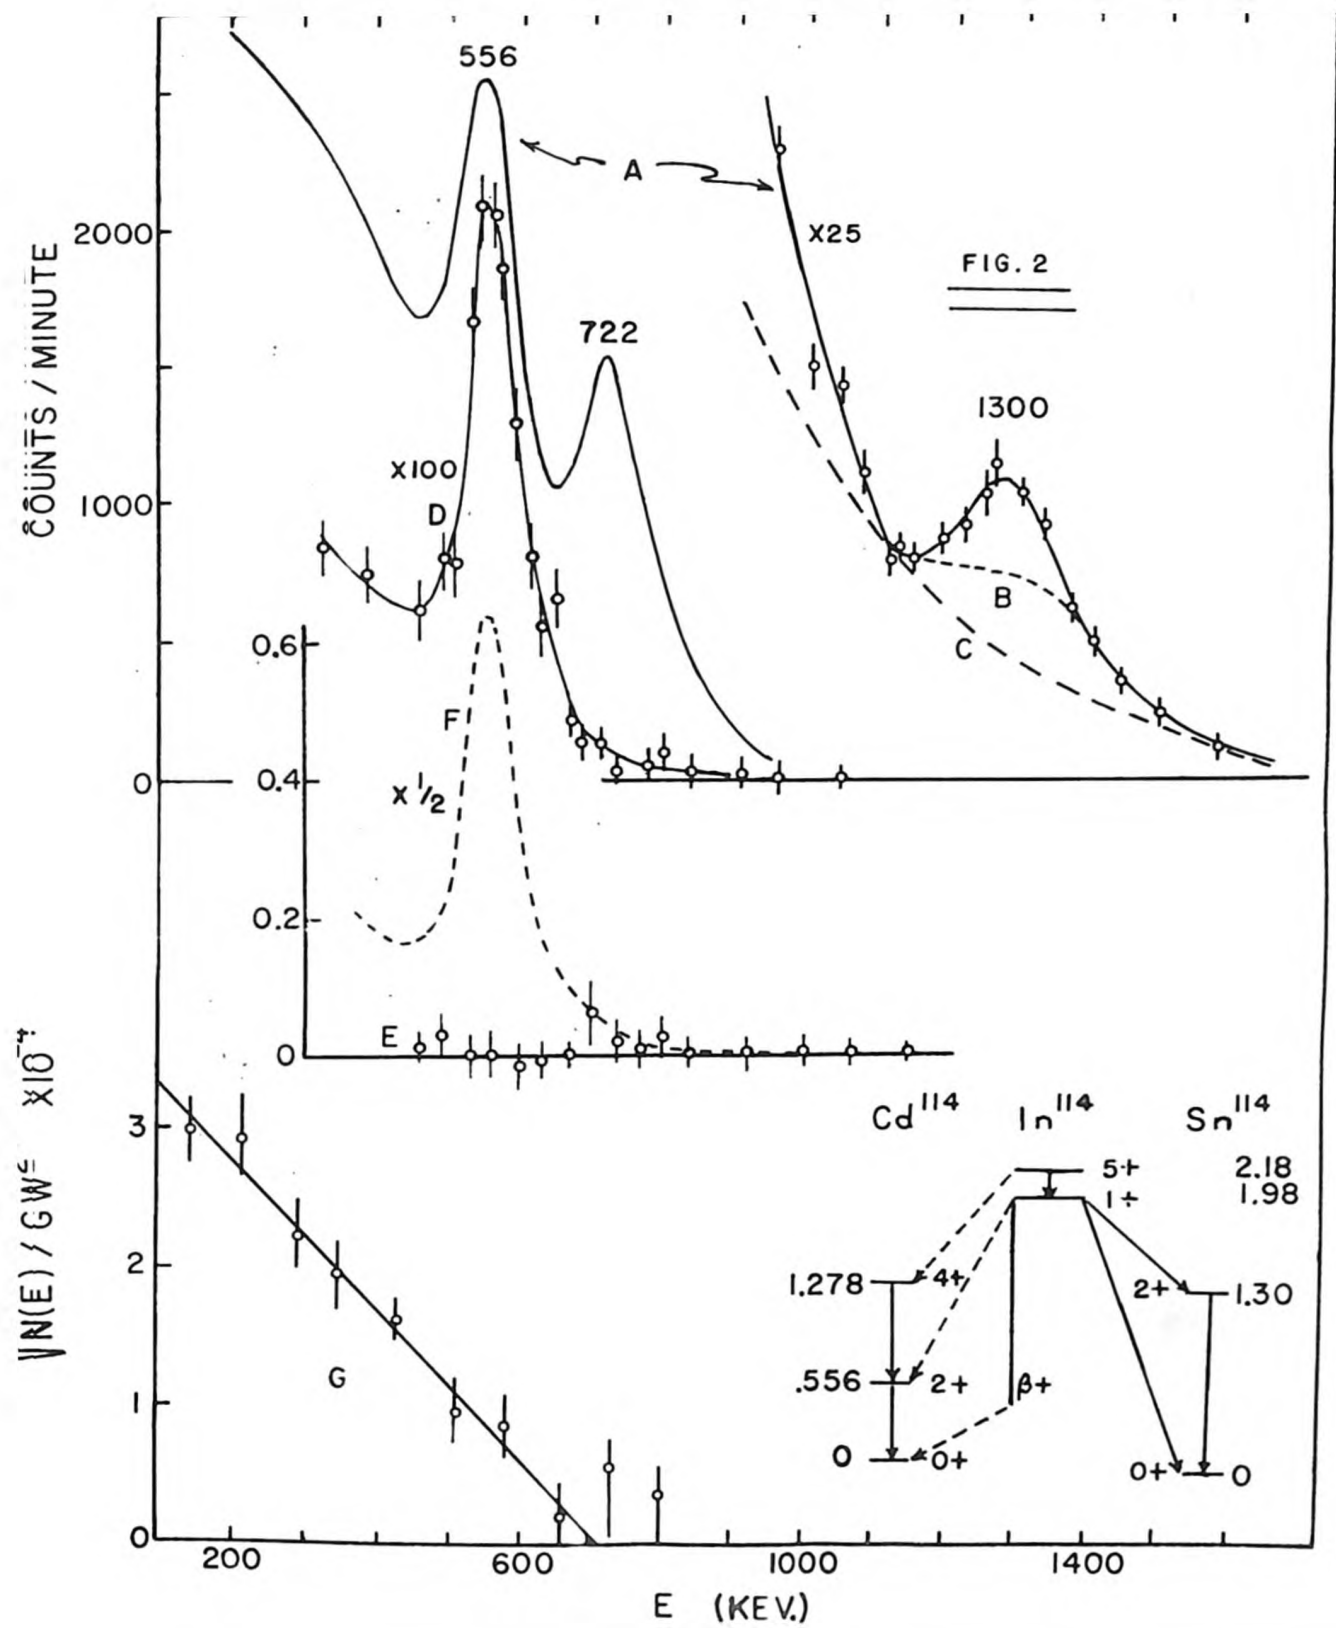 556
A
2000
X25
FIG. 2
COUNTS / MINUTE
722
1300
X100
1000
D
B
C
0.6
F
0
0.4
X 1/2
0.2
E
0
√N(E) / GW² X10⁻⁴
Cd¹¹⁴ In¹¹⁴ Sn¹¹⁴
3
5+ 2.18
1+ 1.98
2
1.278 4+ 2+ 1.30
G
.556 2+ β+
1
0 0+ 0+ 0
0
200 600 1000 1400
E (KEV.)